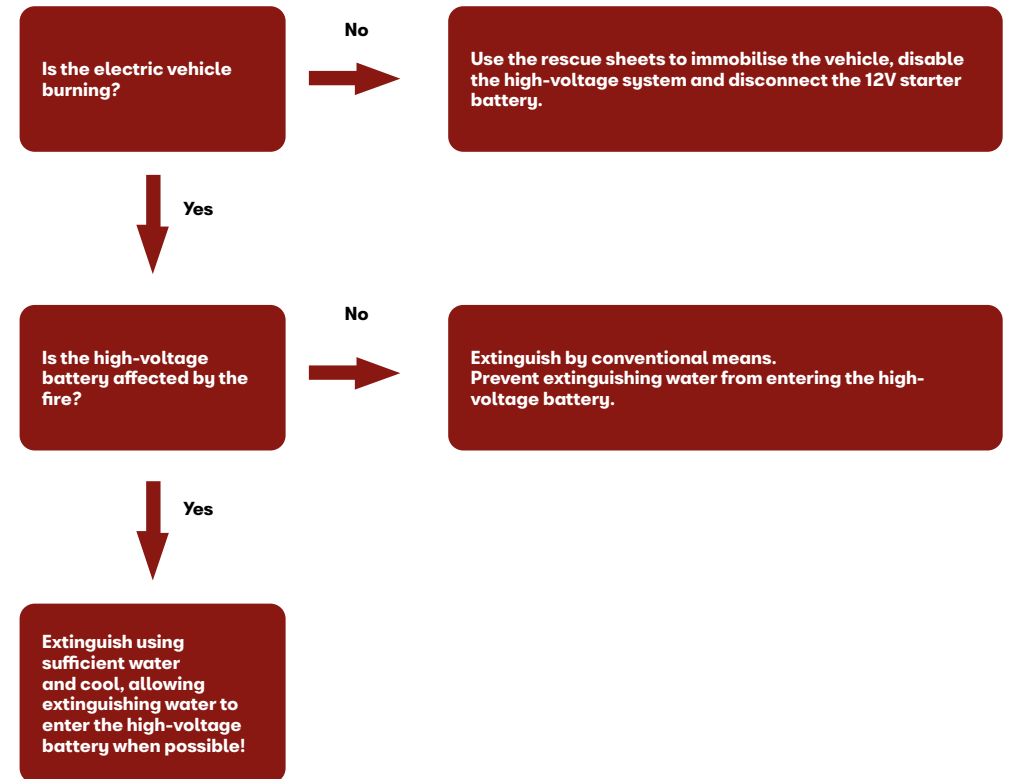 No
Is the electric vehicle
burning?
Use the rescue sheets to immobilise the vehicle, disable
the high-voltage system and disconnect the 12V starter
battery.
Yes
No
Is the high-voltage
battery affected by the
fire?
Extinguish by conventional means.
Prevent extinguishing water from entering the high-
voltage battery.
Yes
Extinguish using
sufficient water
and cool, allowing
extinguishing water to
enter the high-voltage
battery when possible!